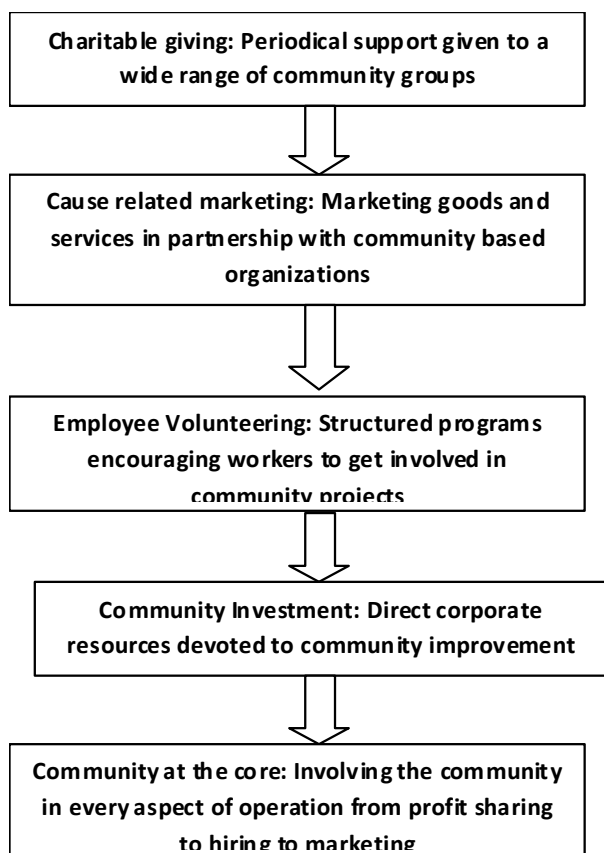 Charitable giving: Periodical support given to a
wide range of community groups
Cause related marketing: Marketing goods and
services in partnership with community based
organizations
Employee Volunteering: Structured programs
encouraging workers to get involved in
community projects
Community Investment: Direct corporate
resources devoted to community improvement
Community at the core: Involving the community
in every aspect of operation from profit sharing
to hiring to marketing